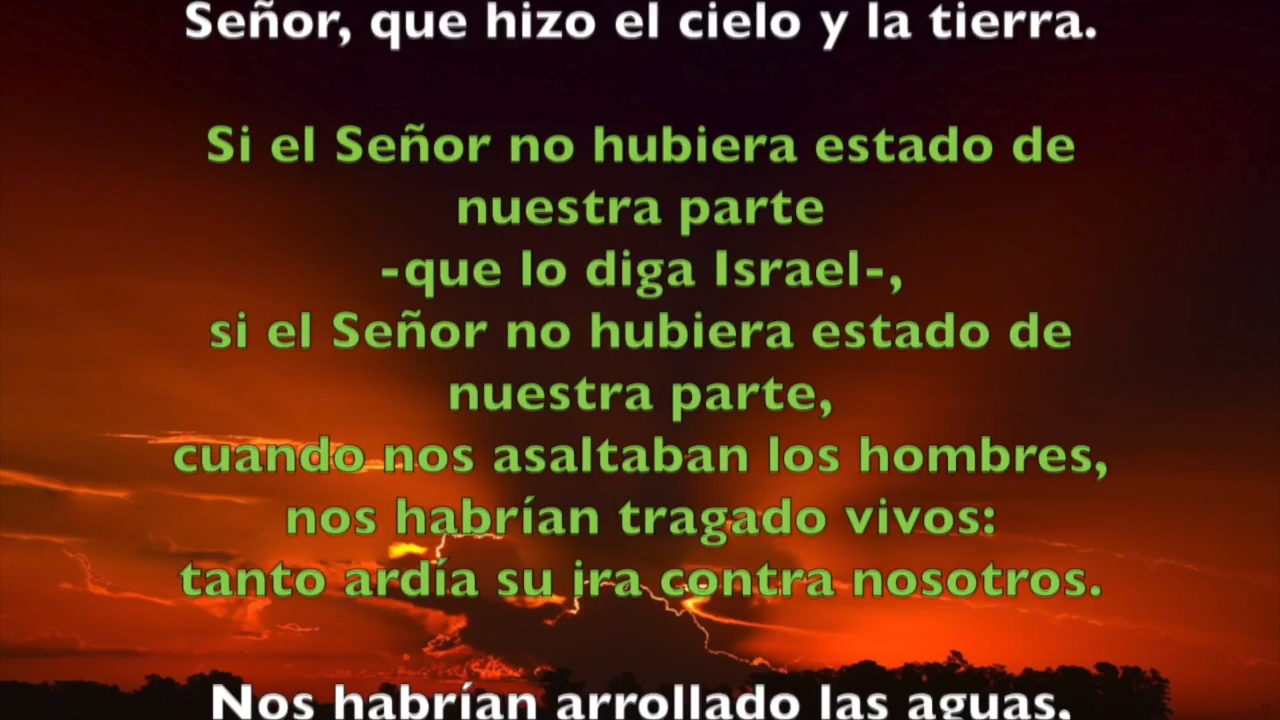 Señor, que hizo el cielo y la tierra.
Si el Señor no hubiera estado de
nuestra parte
-que lo diga Israel-,
si el Señor no hubiera estado de
nuestra parte,
cuando nos asaltaban los hombres,
nos habrían tragado vivos:
tanto ardía su ira contra nosotros.
Nos habrían arrollado las aguas,